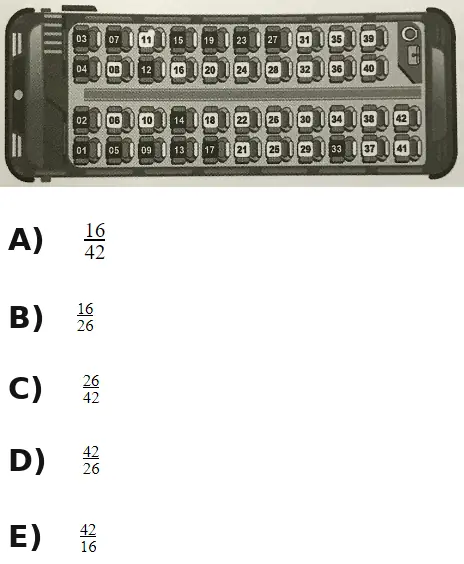 03 07 11 15 19 23 27 31 35 39
04 08 12 16 20 24 28 32 36 40
02 06 10 14 18 22 26 30 34 38 42
01 05 09 13 17 21 25 29 33 37 41
A) 16/42
B) 16/26
C) 26/42
D) 42/26
E) 42/16